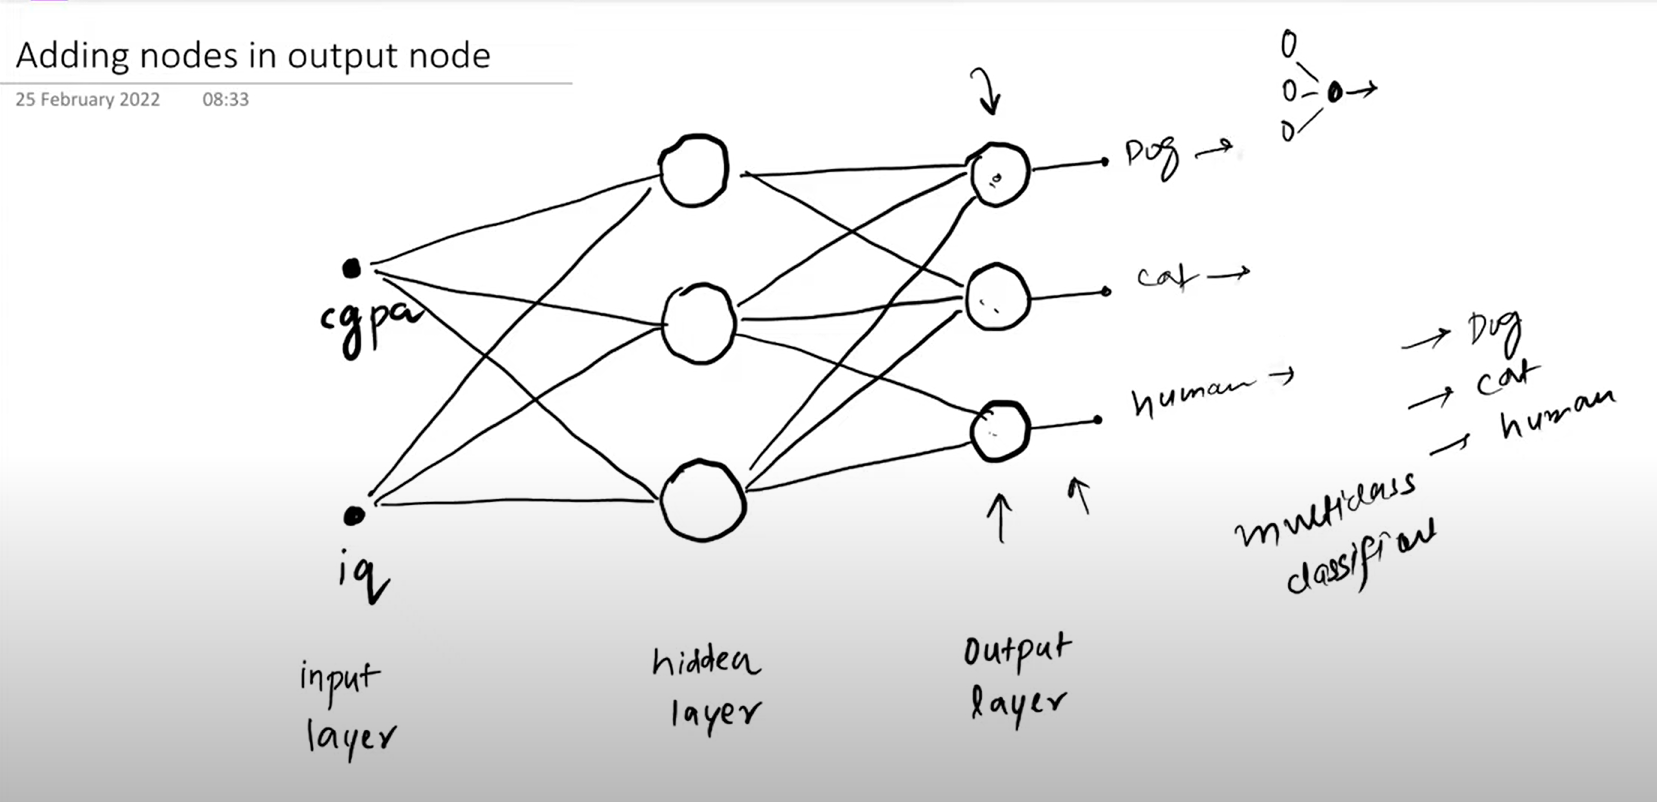 Adding nodes in output node
25 February 2022 08:33
Dog →
cat →
human →
cgpa
iq
→ Dog
→ cat
→ human
multiclass
input
layer
hidden
layer
output
layer